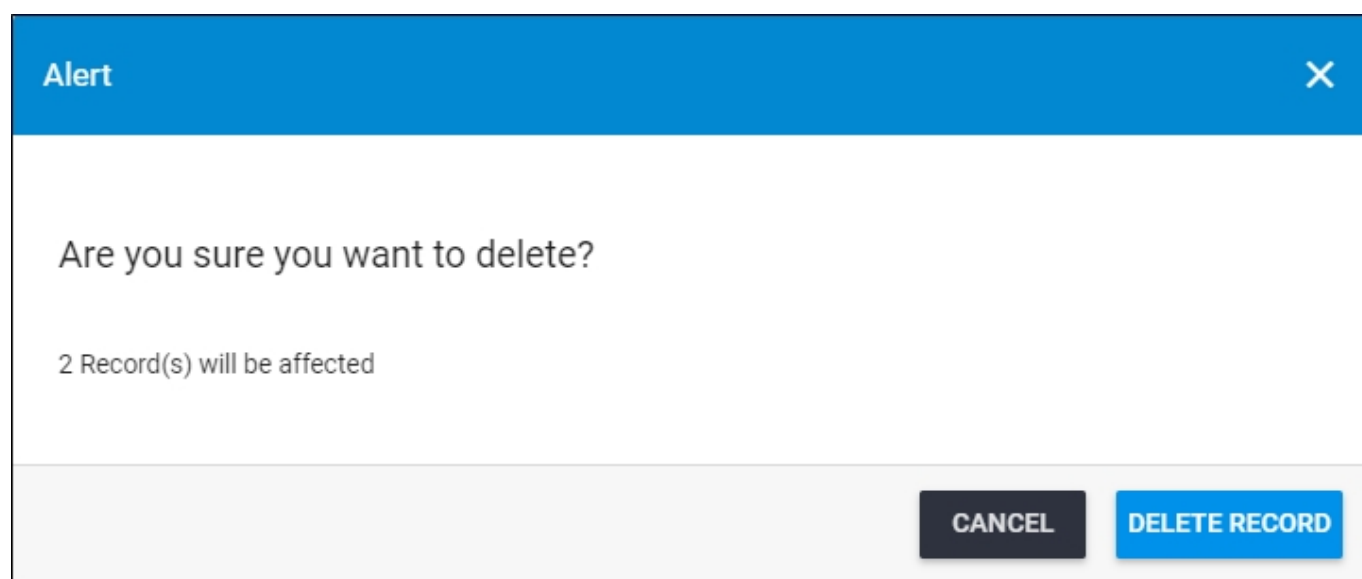 Alert
Are you sure you want to delete?
2 Record(s) will be affected
CANCEL
DELETE RECORD